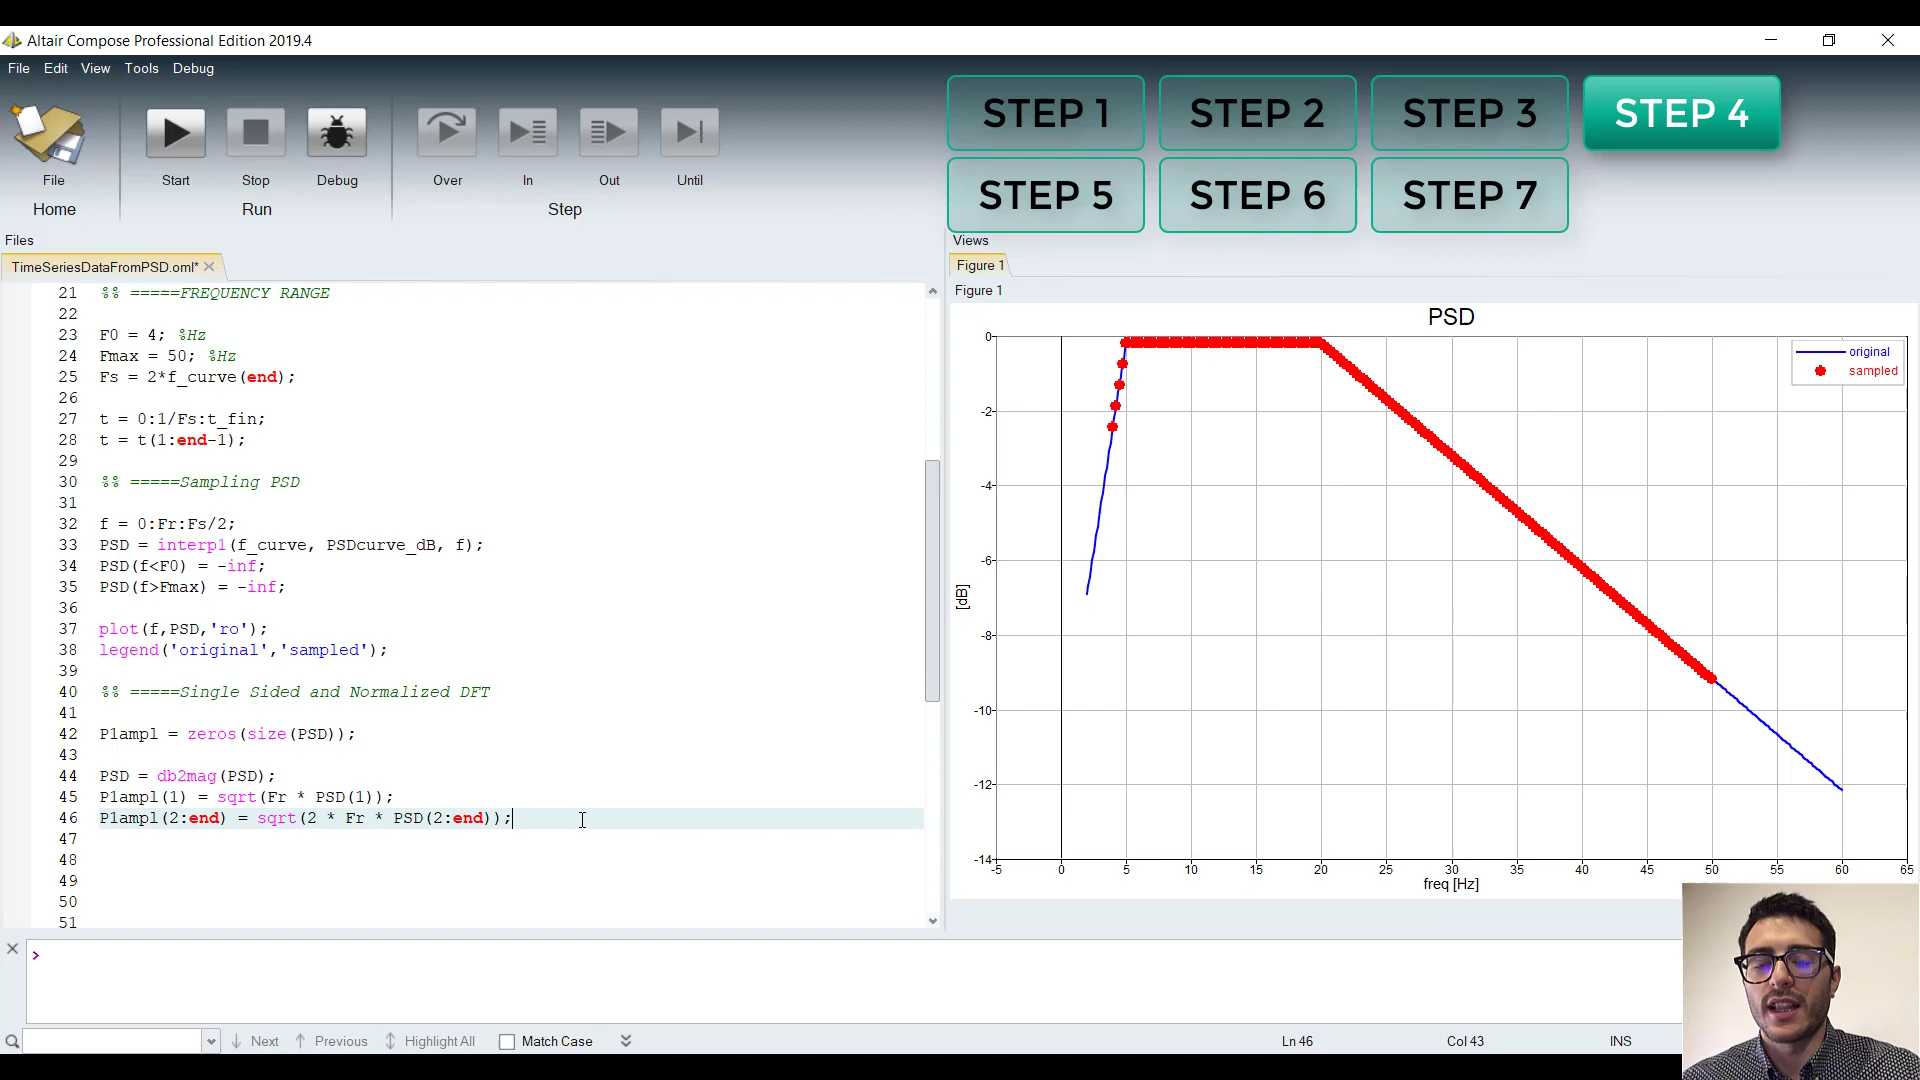 Altair Compose Professional Edition 2019.4
File Edit View Tools Debug
STEP 1 STEP 2 STEP 3 STEP 4
STEP 5 STEP 6 STEP 7
File Start Stop Debug Over In Out Until
Home Run Step
Files
TimeSeriesDataFromPSD.oml*
21 %% =====FREQUENCY RANGE
22
23 F0 = 4; %Hz
24 Fmax = 50; %Hz
25 Fs = 2*f_curve(end);
26
27 t = 0:1/Fs:t_fin;
28 t = t(1:end-1);
29
30 %% =====Sampling PSD
31
32 f = 0:Fr:Fs/2;
33 PSD = interp1(f_curve, PSDcurve_dB, f);
34 PSD(f<F0) = -inf;
35 PSD(f>Fmax) = -inf;
36
37 plot(f,PSD,'ro');
38 legend('original','sampled');
39
40 %% =====Single Sided and Normalized DFT
41
42 P1ampl = zeros(size(PSD));
43
44 PSD = db2mag(PSD);
45 P1ampl(1) = sqrt(Fr * PSD(1));
46 P1ampl(2:end) = sqrt(2 * Fr * PSD(2:end));
47
48
49
50
51
Views
Figure 1
Figure 1
PSD
original
sampled
0
-2
-4
-6
-8
-10
-12
-14
[dB]
-5 0 5 10 15 20 25 30 35 40 45 50 55 60 65
freq [Hz]
>
Next Previous Highlight All Match Case Ln 46 Col 43 INS